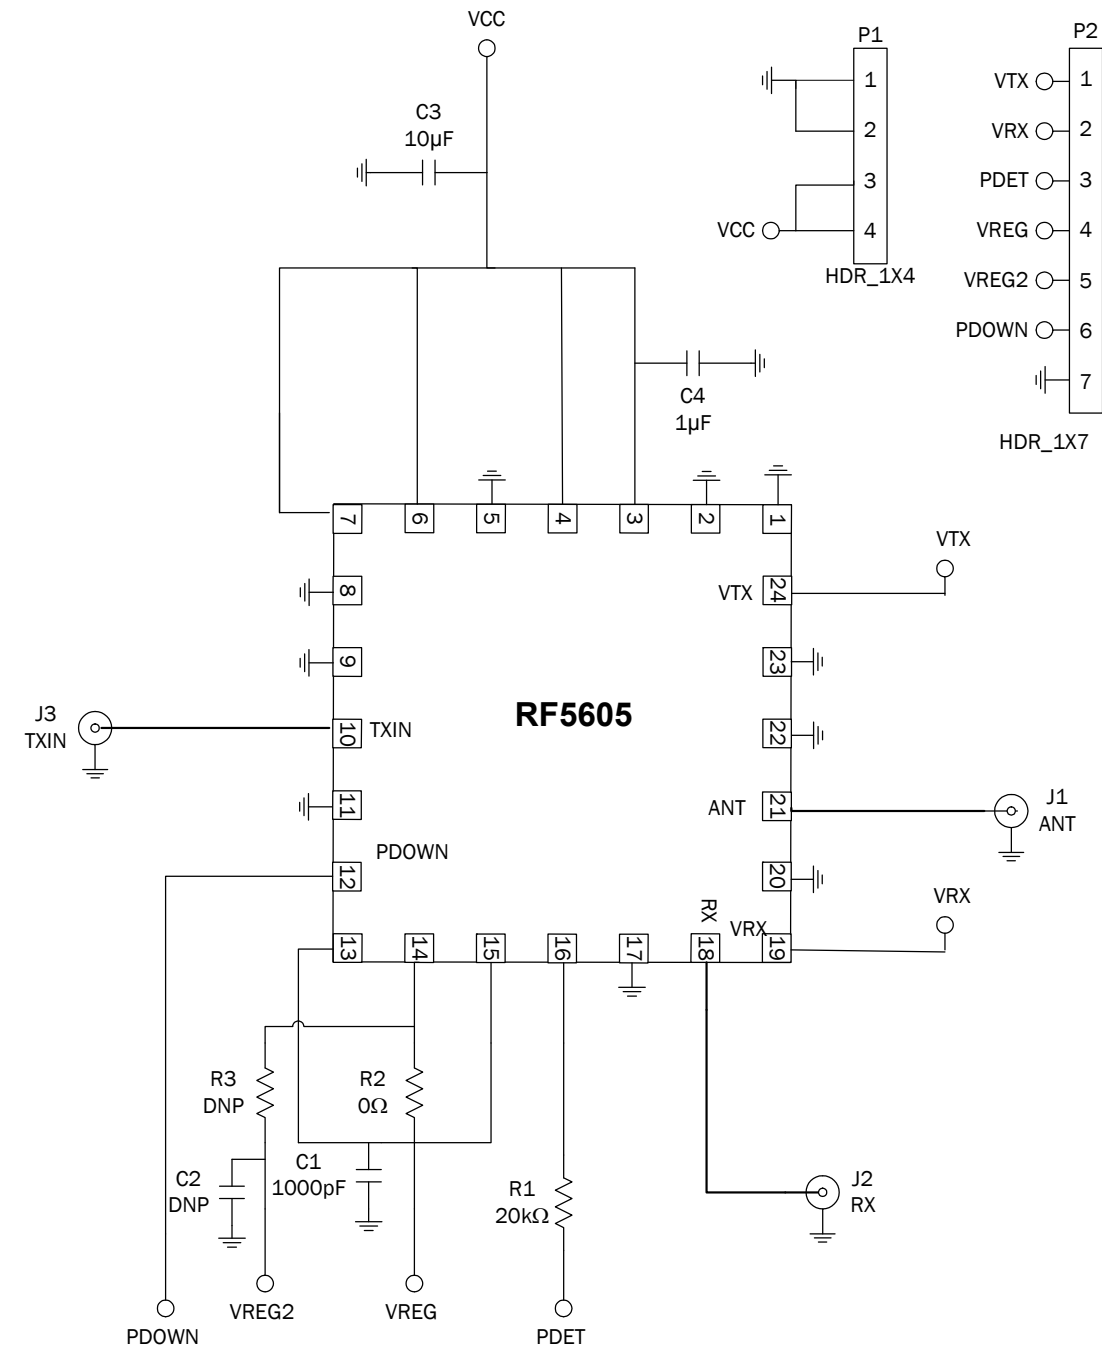 VCC
C3
10µF
P1
1
2
3
4
VCC
HDR_1X4
P2
VTX
1
VRX
2
PDET
3
VREG
4
VREG2
5
PDOWN
6
7
HDR_1X7
C4
1µF
7
6
5
4
3
2
1
8
9
10
11
12
TXIN
PDOWN
J3
TXIN
RF5605
VTX
24
VTX
23
22
ANT
21
J1
ANT
20
VRX
19
VRX
RX
13
14
15
16
17
18
R3
DNP
R2
0Ω
C2
DNP
C1
1000pF
R1
20kΩ
J2
RX
PDOWN
VREG2
VREG
PDET